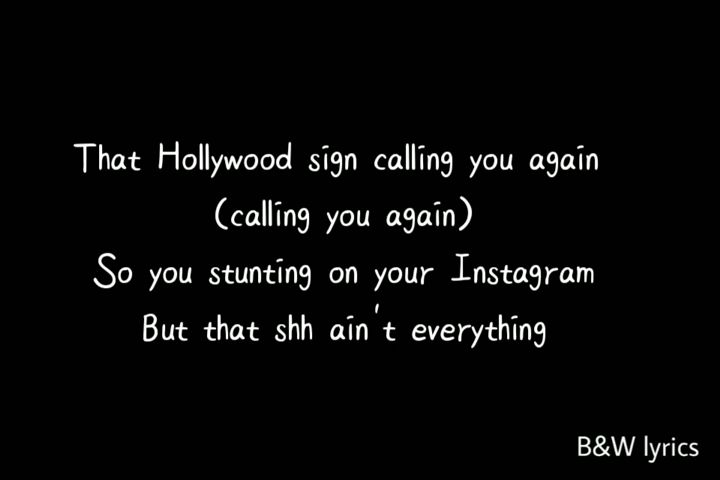 That Hollywood sign calling you again
(calling you again)
So you stunting on your Instagram
But that shh ain't everything
B&W lyrics